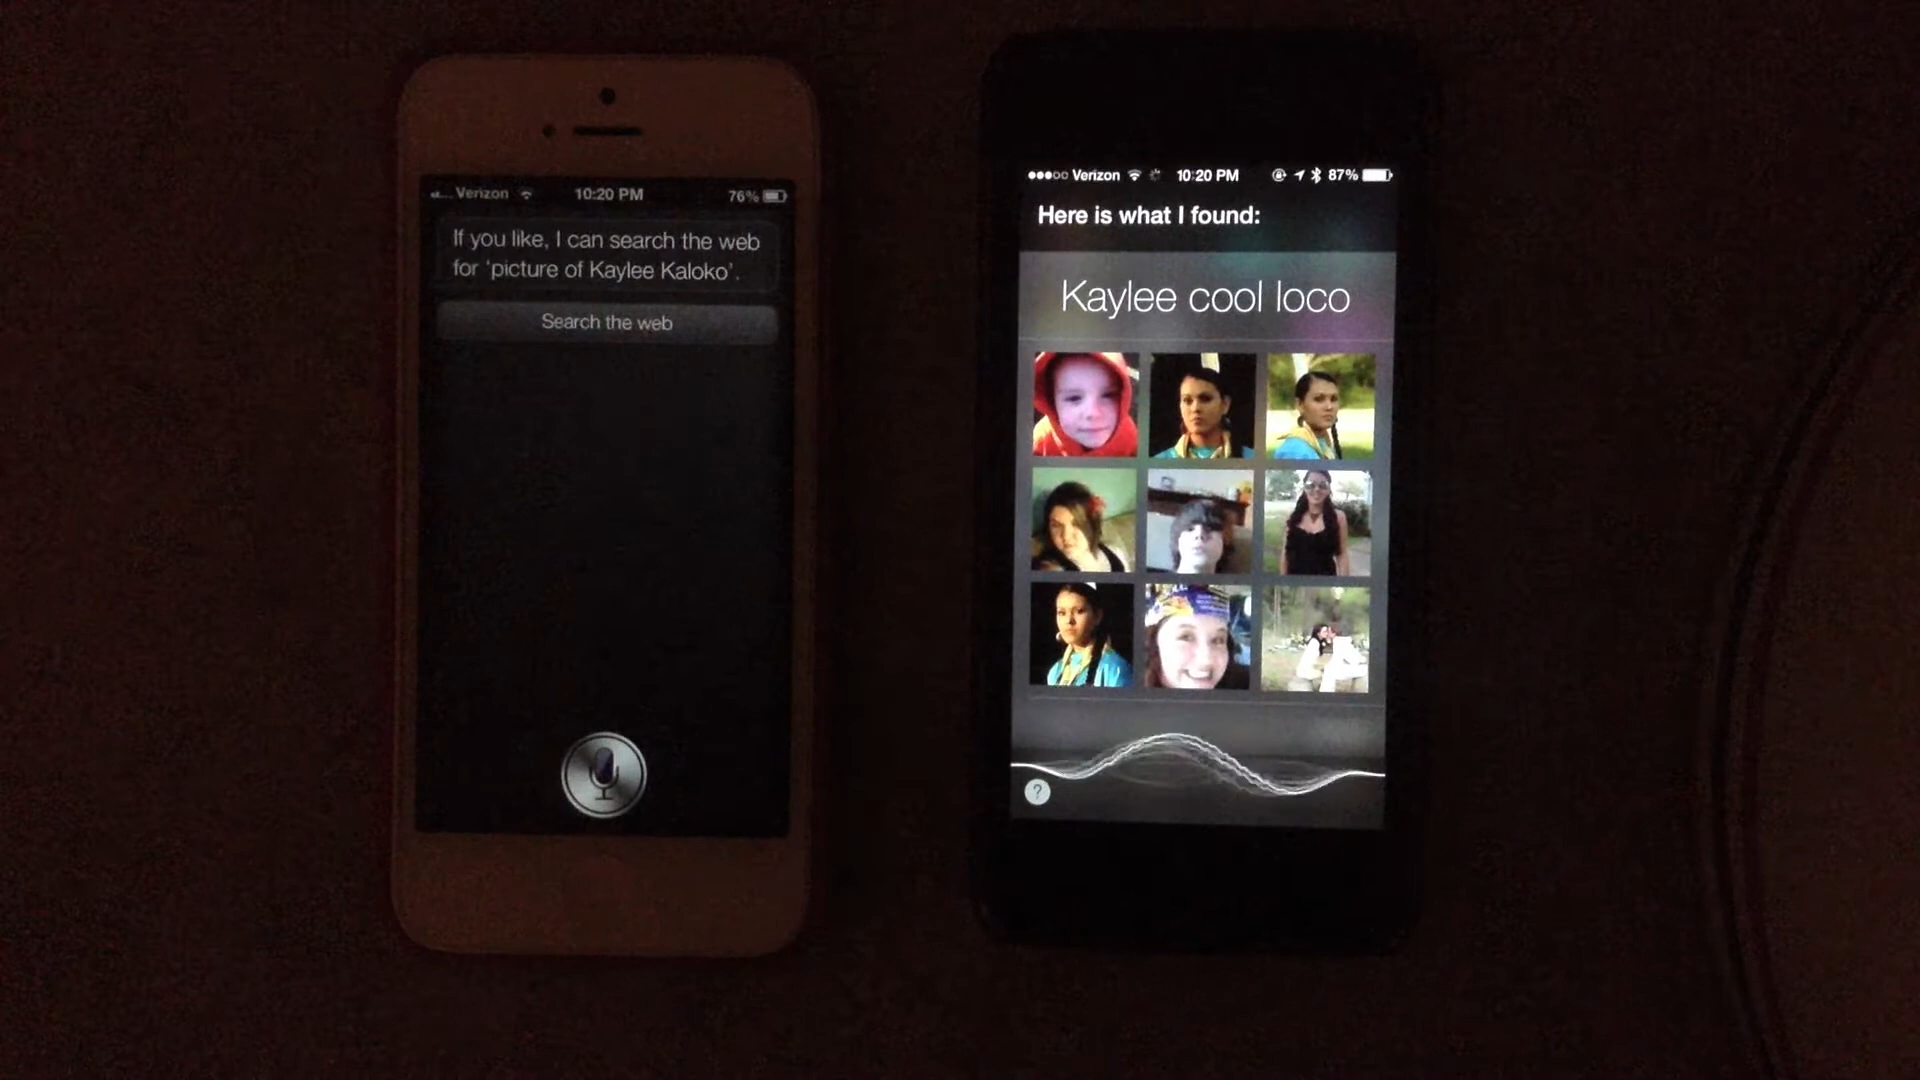 Verizon 10:20 PM 76%
If you like, I can search the web
for 'picture of Kaylee Kaloko'.
Search the web
Verizon 10:20 PM 87%
Here is what I found:
Kaylee cool loco
?